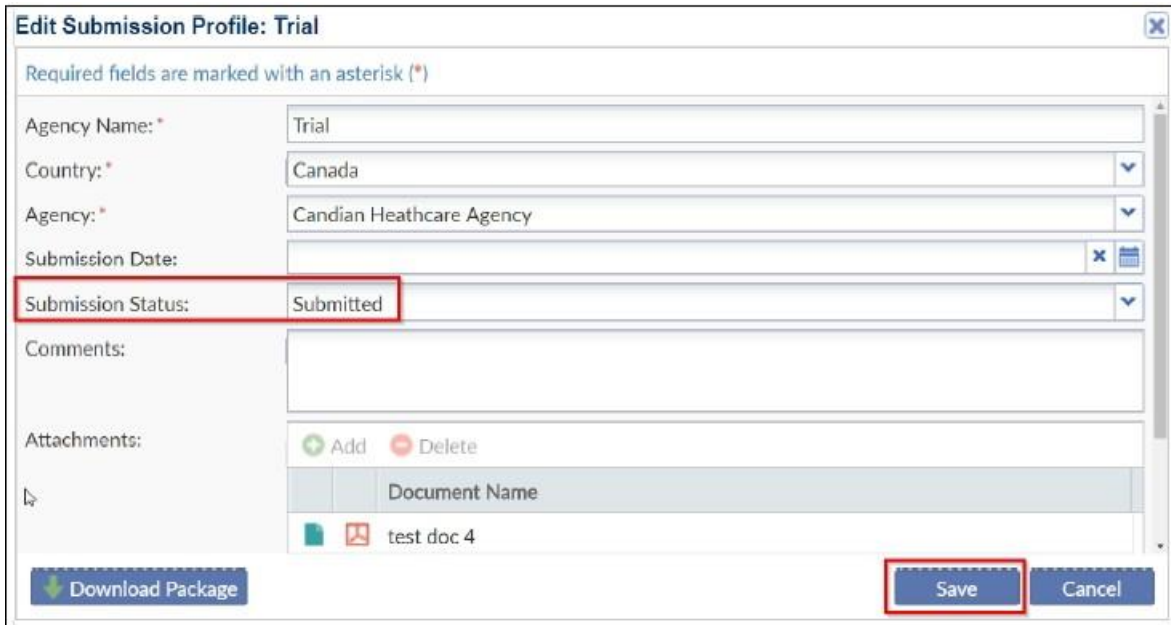 Edit Submission Profile: Trial
Required fields are marked with an asterisk (*)
Agency Name:* Trial
Country:* Canada
Agency:* Candian Heathcare Agency
Submission Date:
Submission Status: Submitted
Comments:
Attachments: Add Delete
Document Name
test doc 4
Download Package Save Cancel